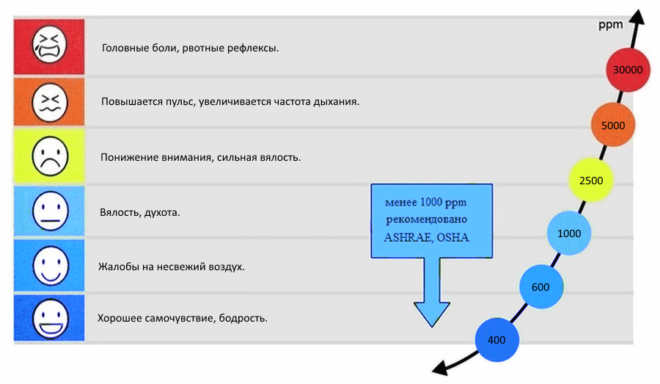 ppm
Головные боли, рвотные рефлексы.
30000
Повышается пульс, увеличивается частота дыхания.
5000
Понижение внимания, сильная вялость.
2500
Вялость, духота.
менее 1000 ppm
рекомендовано
ASHRAE, OSHA
1000
Жалобы на несвежий воздух.
600
Хорошее самочувствие, бодрость.
400